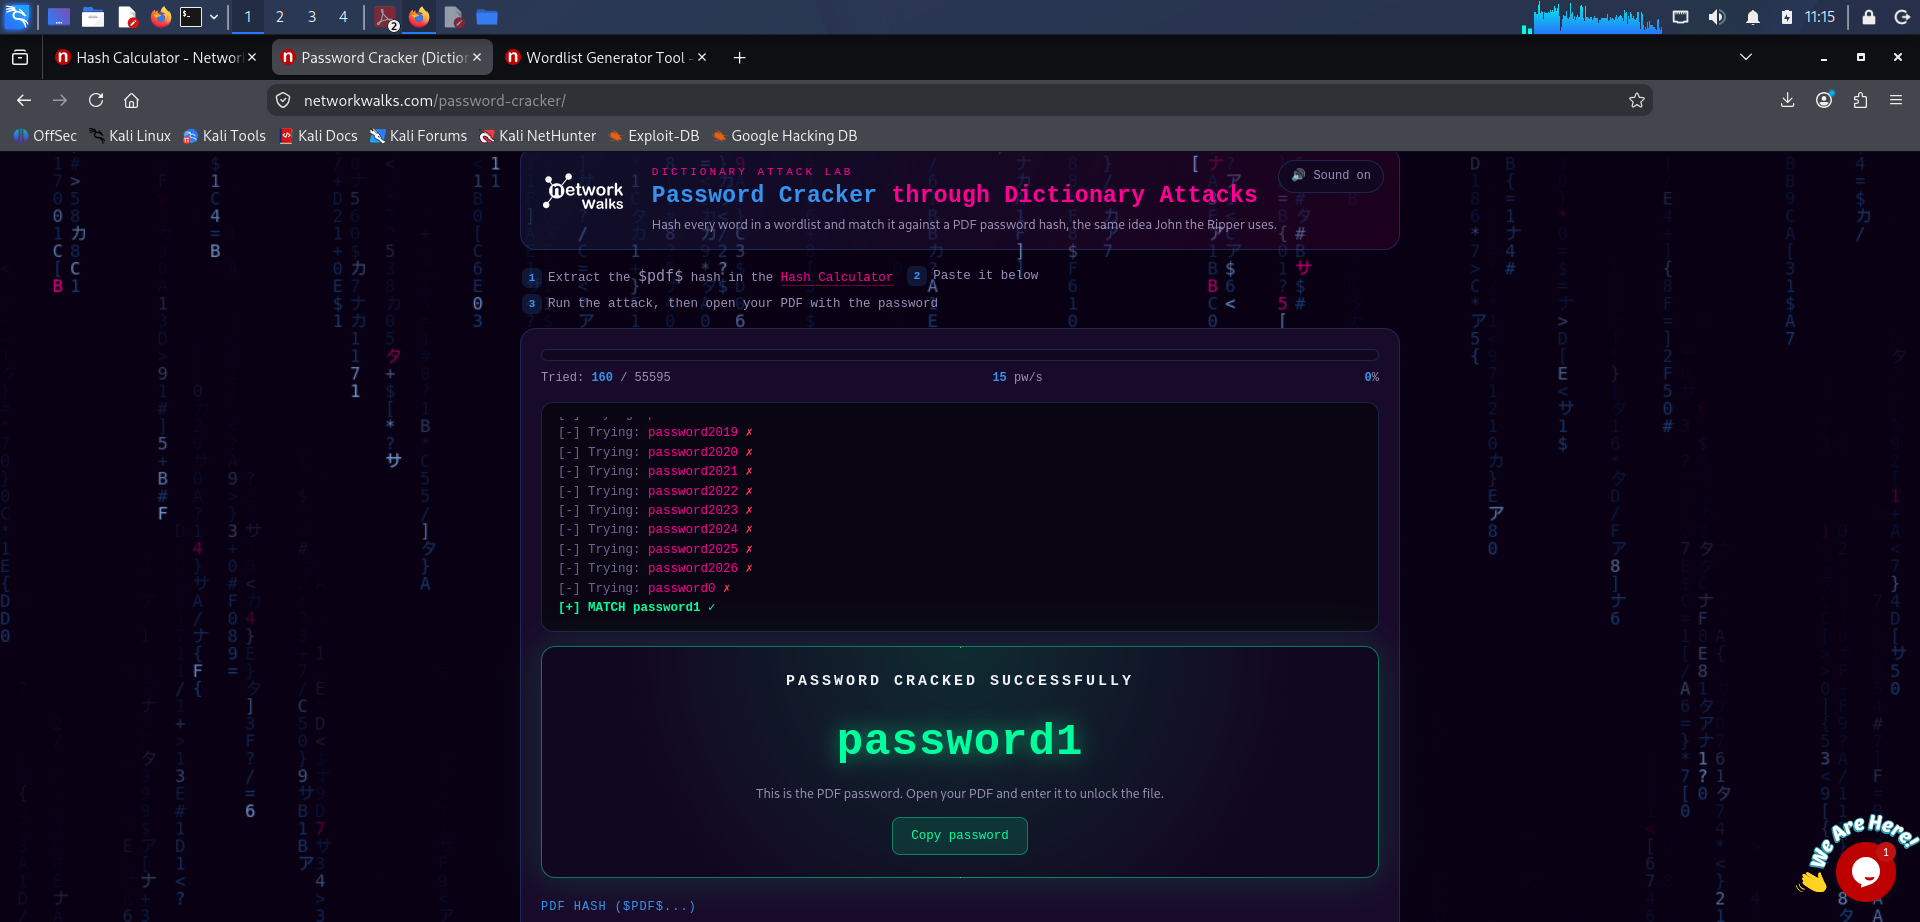 1 2 3 4 2 11:15
Hash Calculator - Networ Password Cracker (Diction Wordlist Generator Tool -
networkwalks.com/password-cracker/
OffSec Kali Linux Kali Tools Kali Docs Kali Forums Kali NetHunter Exploit-DB Google Hacking DB
network walks
DICTIONARY ATTACK LAB
Password Cracker through Dictionary Attacks
Sound on
Hash every word in a wordlist and match it against a PDF password hash, the same idea John the Ripper uses.
1 Extract the $pdf$ hash in the Hash Calculator 2 Paste it below
3 Run the attack, then open your PDF with the password
Tried: 160 / 55595 15 pw/s 0%
[-] Trying: password2019 ✗
[-] Trying: password2020 ✗
[-] Trying: password2021 ✗
[-] Trying: password2022 ✗
[-] Trying: password2023 ✗
[-] Trying: password2024 ✗
[-] Trying: password2025 ✗
[-] Trying: password2026 ✗
[-] Trying: password0 ✗
[+] MATCH password1 ✓
PASSWORD CRACKED SUCCESSFULLY
password1
This is the PDF password. Open your PDF and enter it to unlock the file.
Copy password
PDF HASH ($PDF$...)
We Are Here!
1